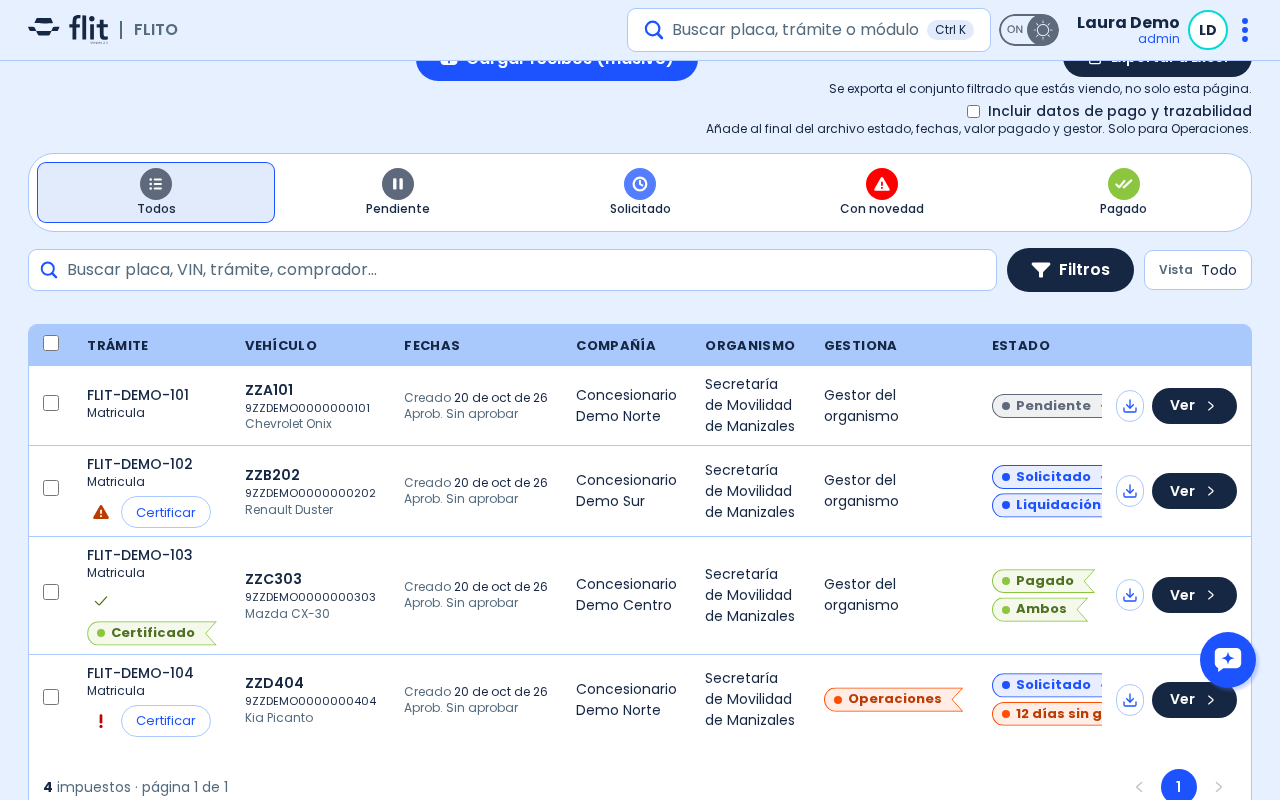 flit | FLITO
Buscar placa, trámite o módulo Ctrl K
ON
Laura Demo
admin
LD
Cargar recibos (masivo)
Exportar a Excel
Se exporta el conjunto filtrado que estás viendo, no solo esta página.
Incluir datos de pago y trazabilidad
Añade al final del archivo estado, fechas, valor pagado y gestor. Solo para Operaciones.
Todos
Pendiente
Solicitado
Con novedad
Pagado
Buscar placa, VIN, trámite, comprador...
Filtros
Vista Todo
TRÁMITE VEHÍCULO FECHAS COMPAÑÍA ORGANISMO GESTIONA ESTADO
FLIT-DEMO-101
Matricula
ZZA101
9ZZDEMO0000000101
Chevrolet Onix
Creado 20 de oct de 26
Aprob. Sin aprobar
Concesionario
Demo Norte
Secretaría
de Movilidad
de Manizales
Gestor del
organismo
Pendiente
Ver
FLIT-DEMO-102
Matricula
Certificar
ZZB202
9ZZDEMO0000000202
Renault Duster
Creado 20 de oct de 26
Aprob. Sin aprobar
Concesionario
Demo Sur
Secretaría
de Movilidad
de Manizales
Gestor del
organismo
Solicitado
Liquidación
Ver
FLIT-DEMO-103
Matricula
Certificado
ZZC303
9ZZDEMO0000000303
Mazda CX-30
Creado 20 de oct de 26
Aprob. Sin aprobar
Concesionario
Demo Centro
Secretaría
de Movilidad
de Manizales
Gestor del
organismo
Pagado
Ambos
Ver
FLIT-DEMO-104
Matricula
Certificar
ZZD404
9ZZDEMO0000000404
Kia Picanto
Creado 20 de oct de 26
Aprob. Sin aprobar
Concesionario
Demo Norte
Secretaría
de Movilidad
de Manizales
Operaciones
Solicitado
12 días sin g
Ver
4 impuestos · página 1 de 1
1